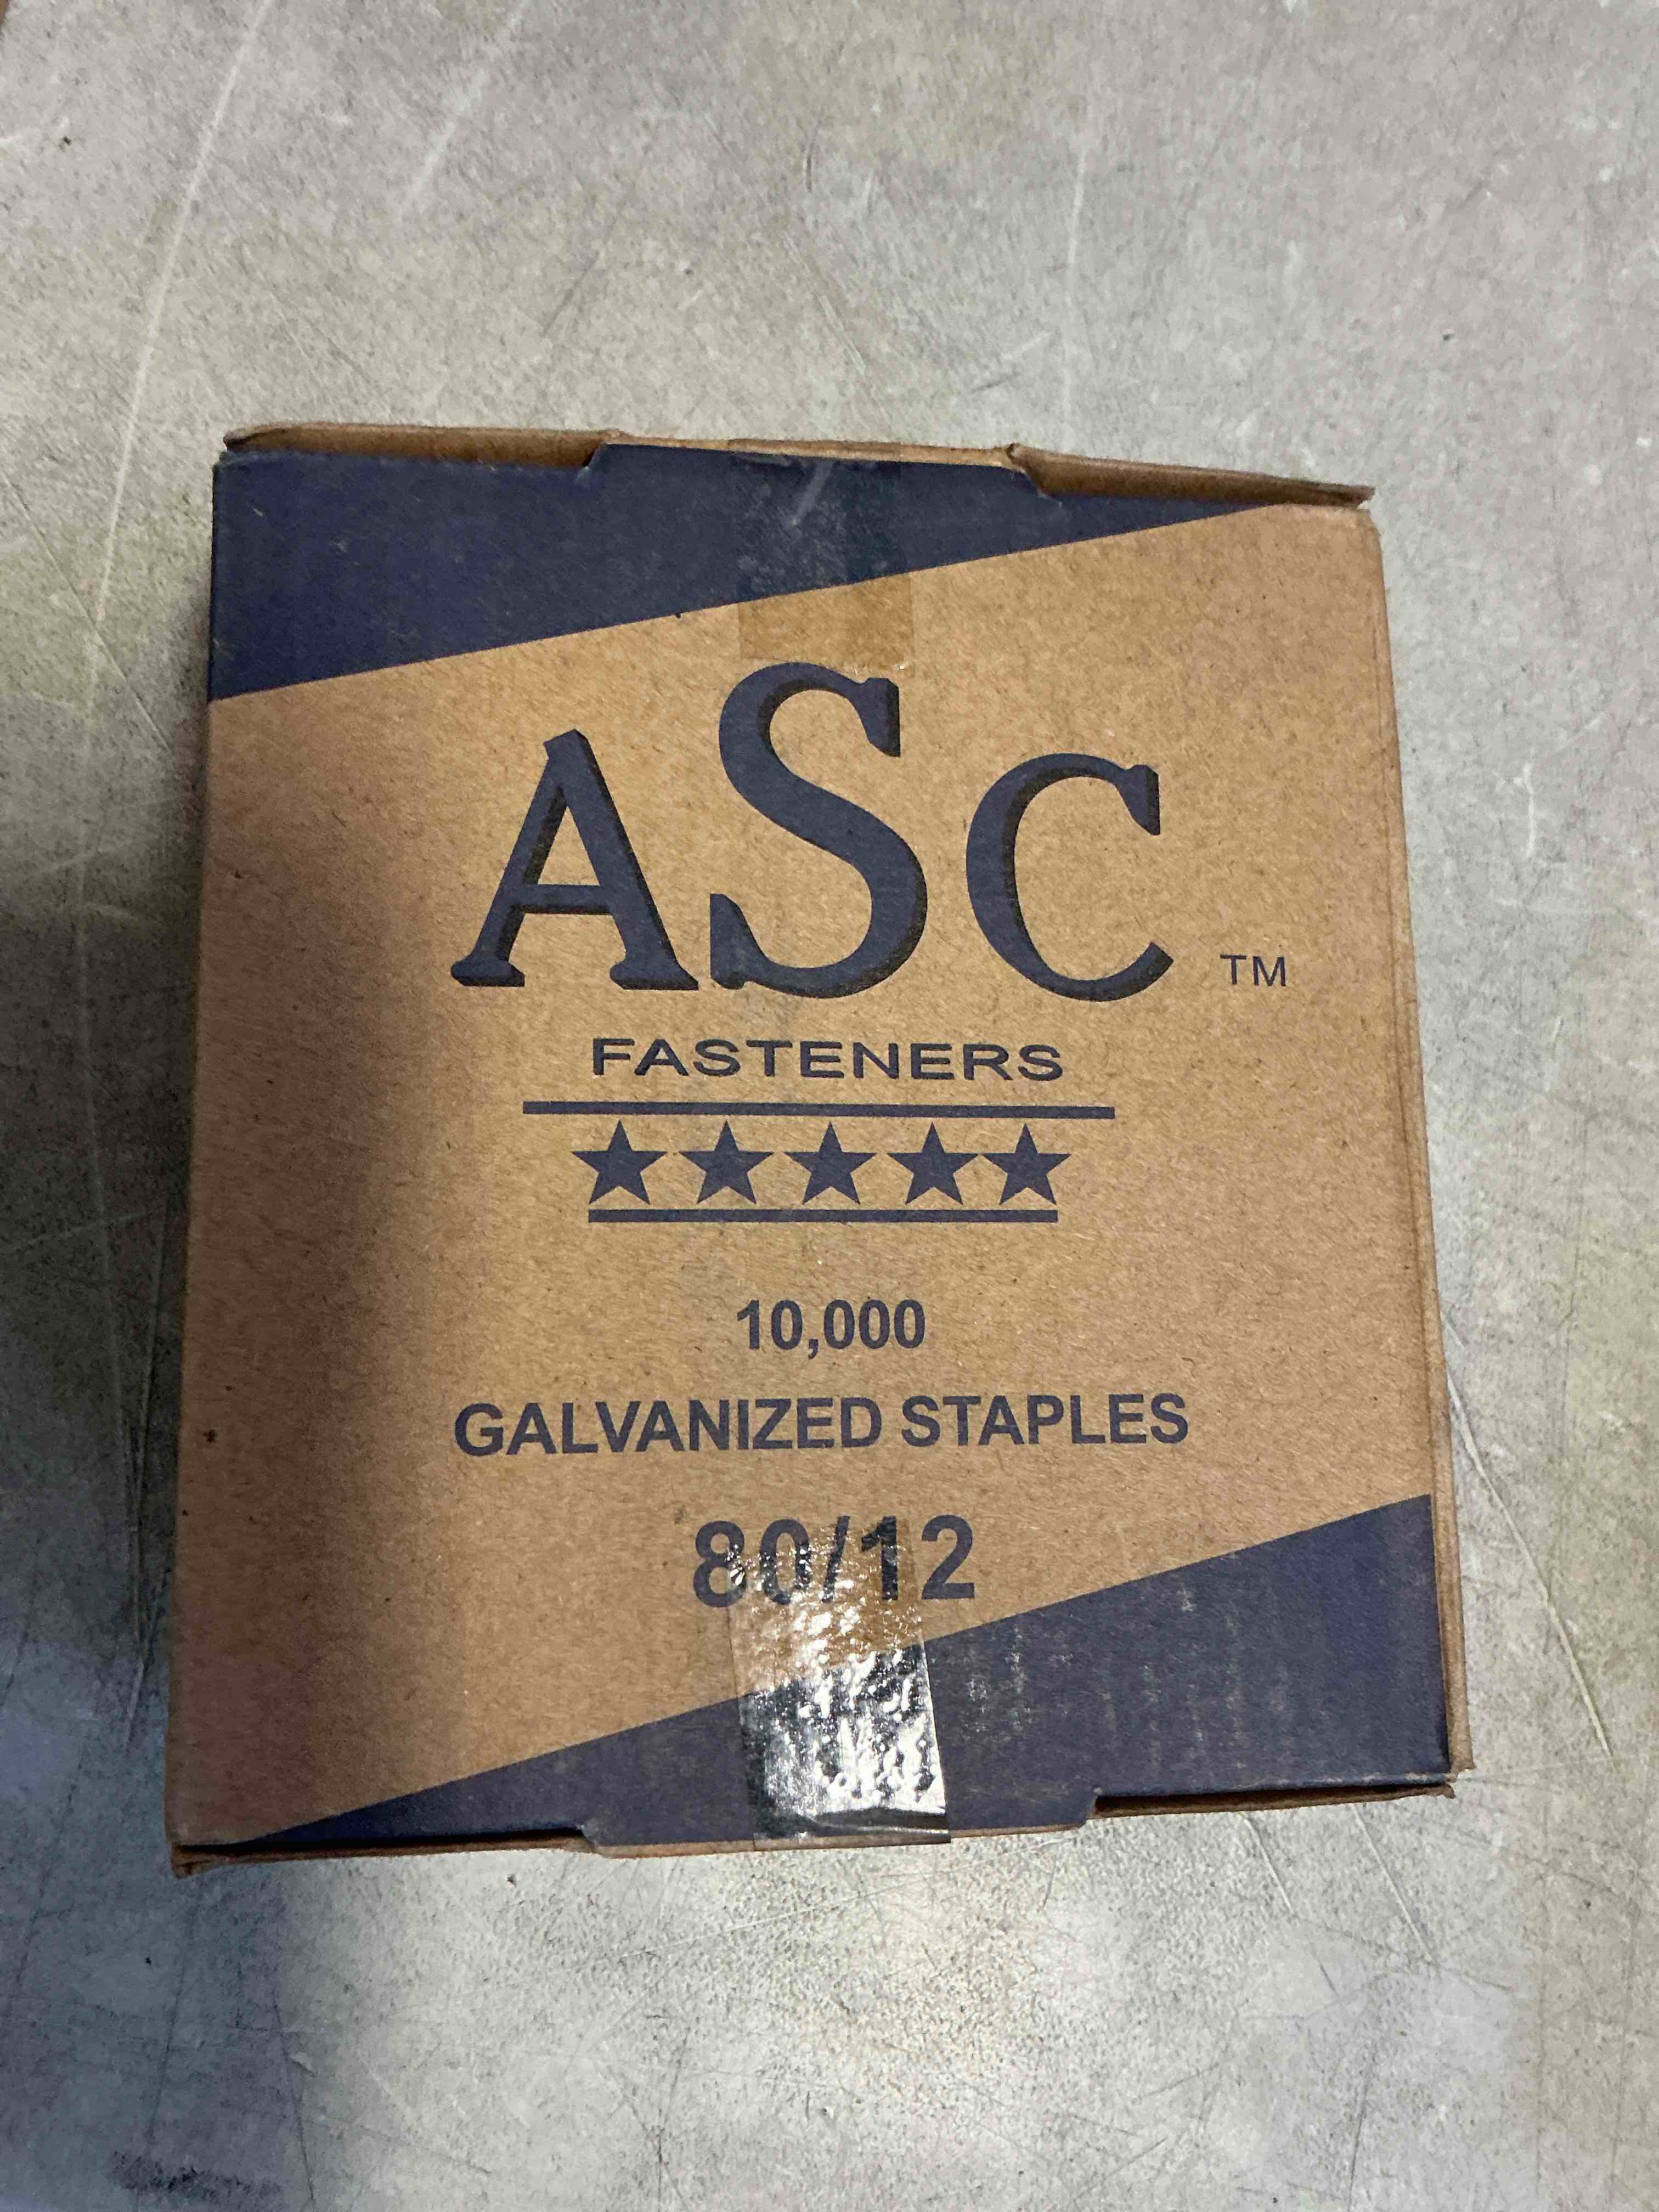 ASC TM
FASTENERS
10,000
GALVANIZED STAPLES
80/12